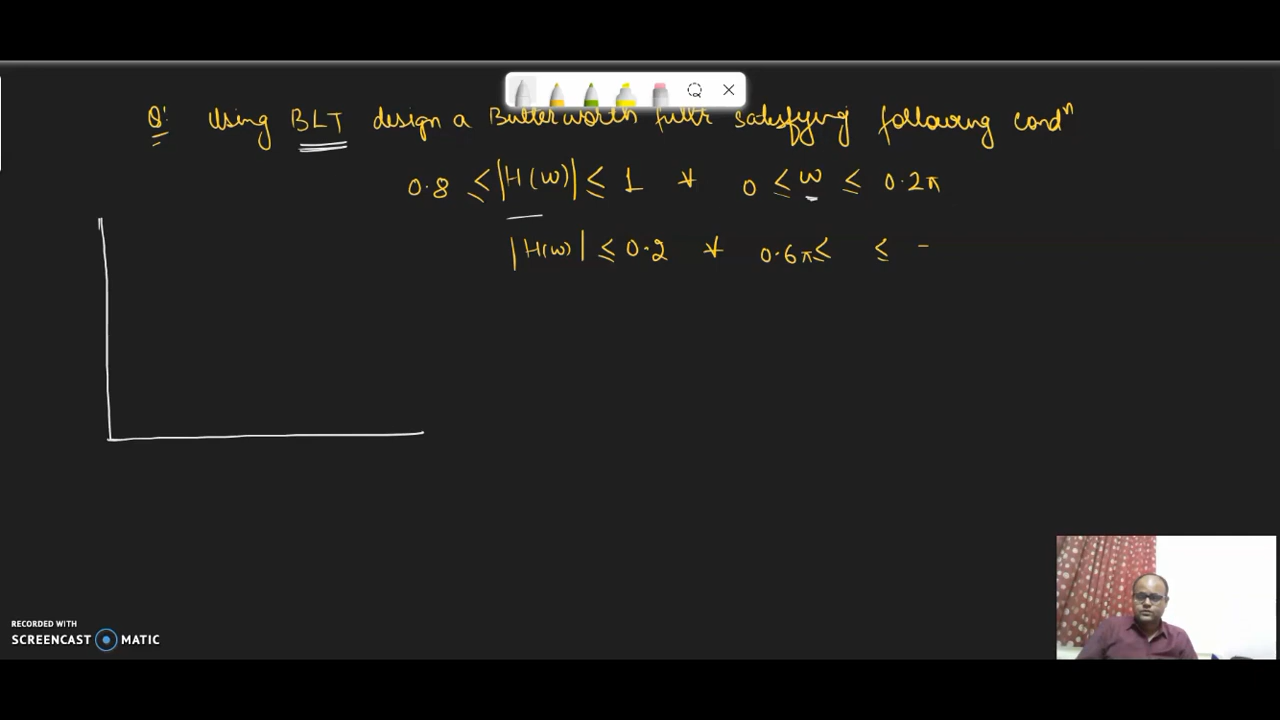 Q: Using BLT design a Butterworth filtr satisfying following condⁿ
0.8 ≤ |H(w)| ≤ 1 ; 0 ≤ w ≤ 0.2π
|H(w)| ≤ 0.2 ; 0.6π ≤ ≤
RECORDED WITH
SCREENCAST MATIC